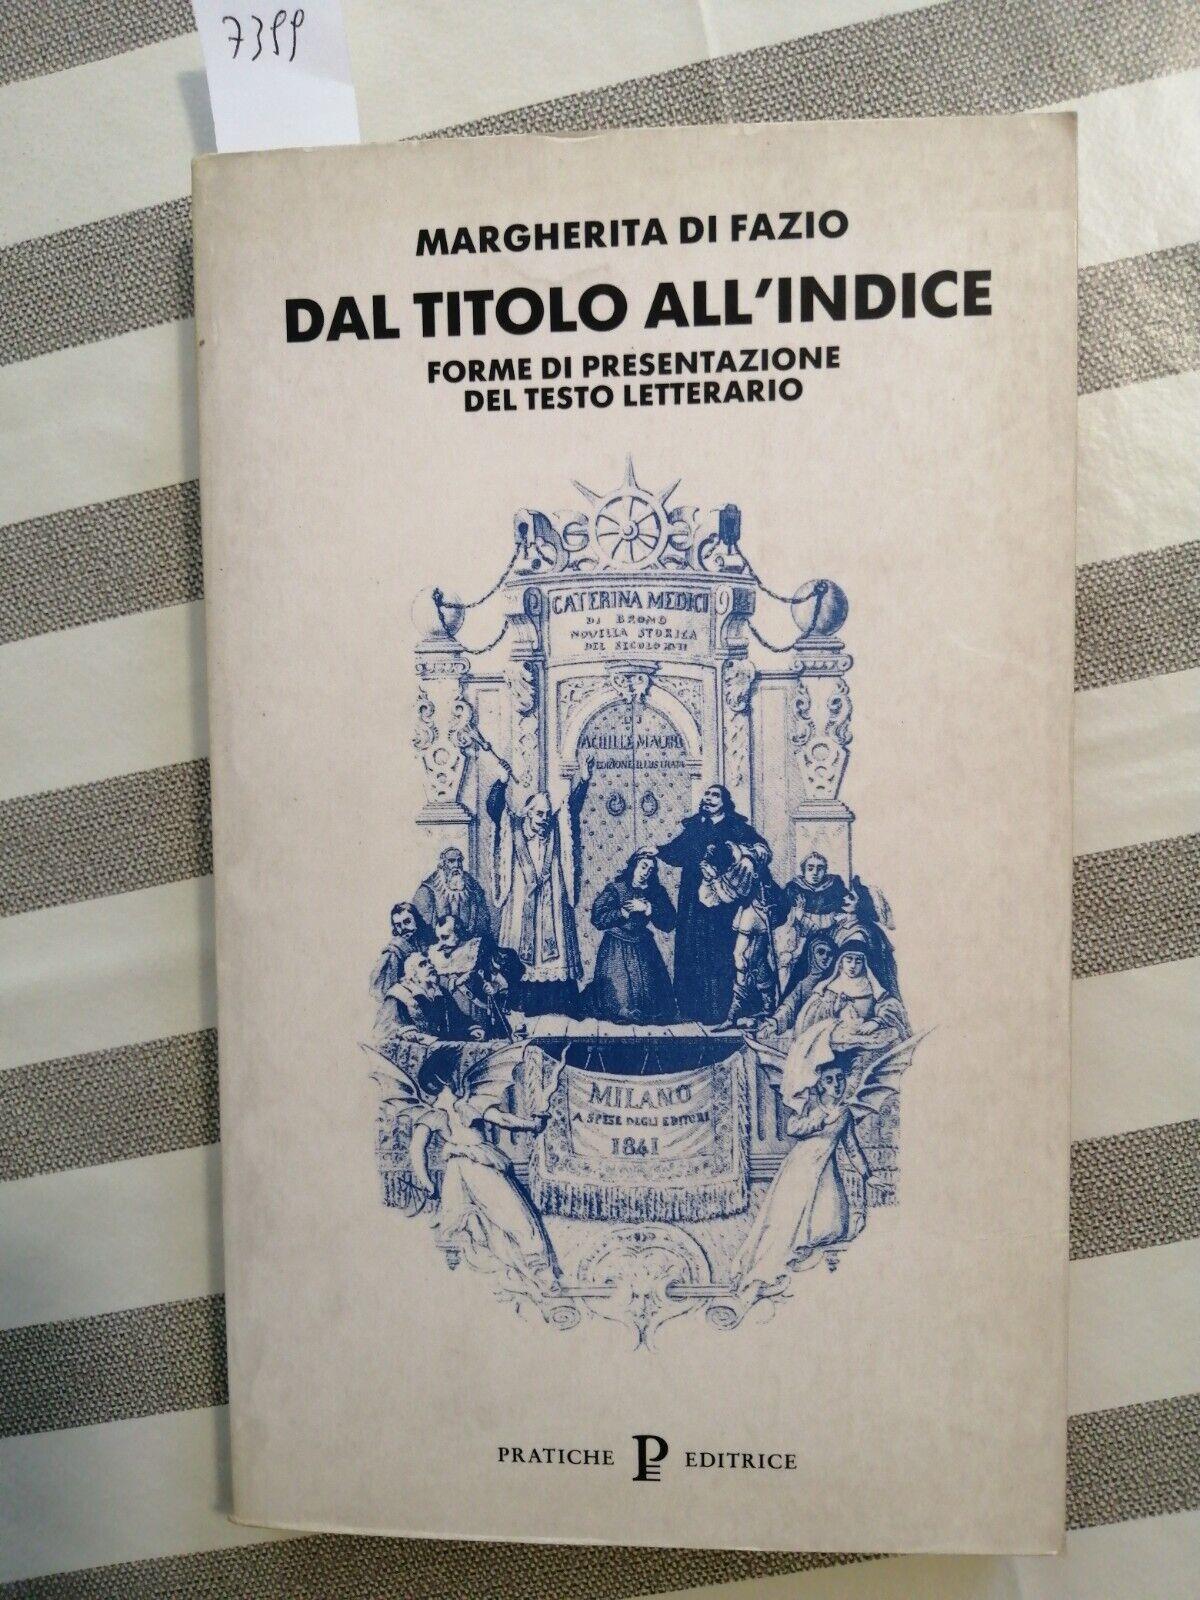 7399
MARGHERITA DI FAZIO
DAL TITOLO ALL'INDICE
FORME DI PRESENTAZIONE
DEL TESTO LETTERARIO
CATERINA MEDICI
DI BRONO
NOVELLA STORICA
DEL SECOLO XVII
DI
ACHILLE MAURI
EDIZIONE ILLUSTRATA
MILANO
A SPESE DEGLI EDITORI
1841
PRATICHE PE EDITRICE